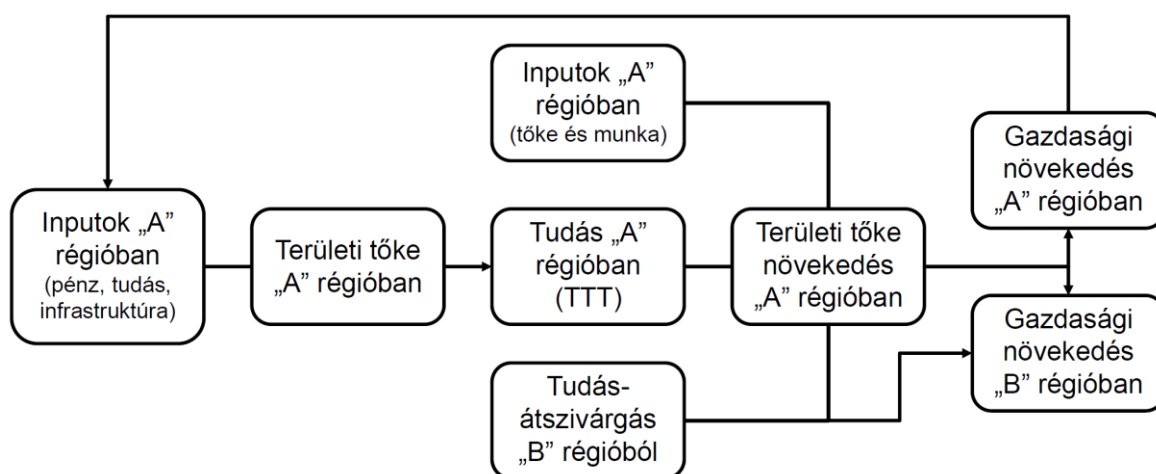 Inputok „A”
régióban
(tőke és munka)
Gazdasági
növekedés
„A” régióban
Inputok „A”
régióban
(pénz, tudás,
infrastruktúra)
Területi tőke
„A” régióban
Tudás „A”
régióban
(TTT)
Területi tőke
növekedés
„A” régióban
Gazdasági
növekedés
„B” régióban
Tudás-
átszivárgás
„B” régióból